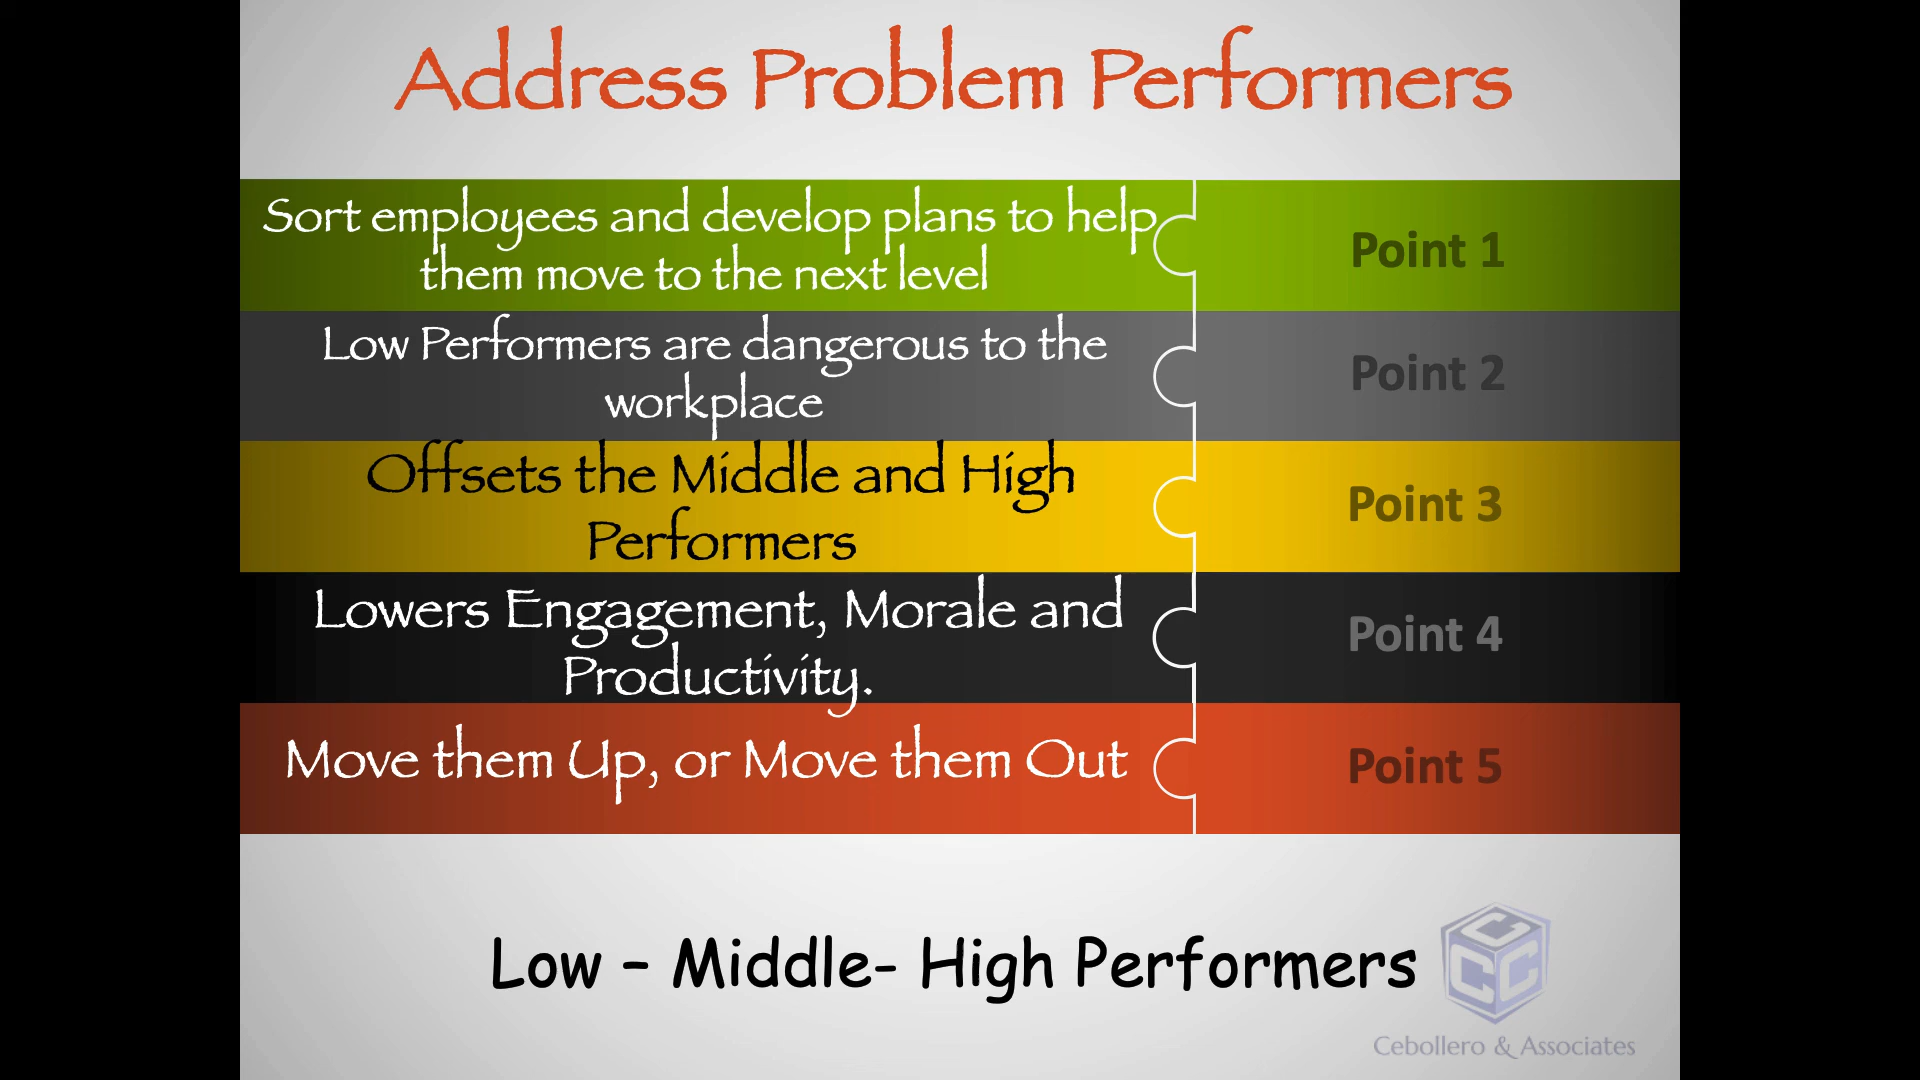 Address Problem Performers
Sort employees and develop plans to help
them move to the next level
Point 1
Low Performers are dangerous to the
workplace
Point 2
Offsets the Middle and High
Performers
Point 3
Lowers Engagement, Morale and
Productivity.
Point 4
Move them Up, or Move them Out
Point 5
Low – Middle- High Performers
C C C
Cebollero & Associates